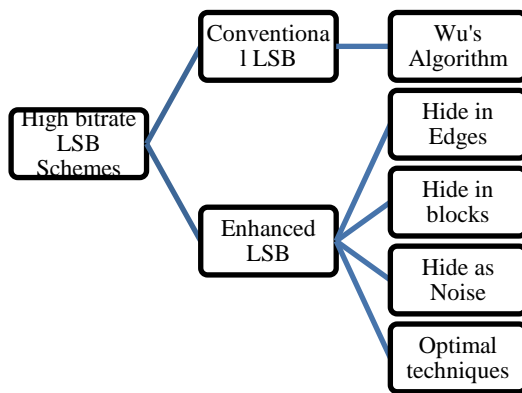 High bitrate
LSB
Schemes
Conventiona
l LSB
Enhanced
LSB
Wu's
Algorithm
Hide in
Edges
Hide in
blocks
Hide as
Noise
Optimal
techniques